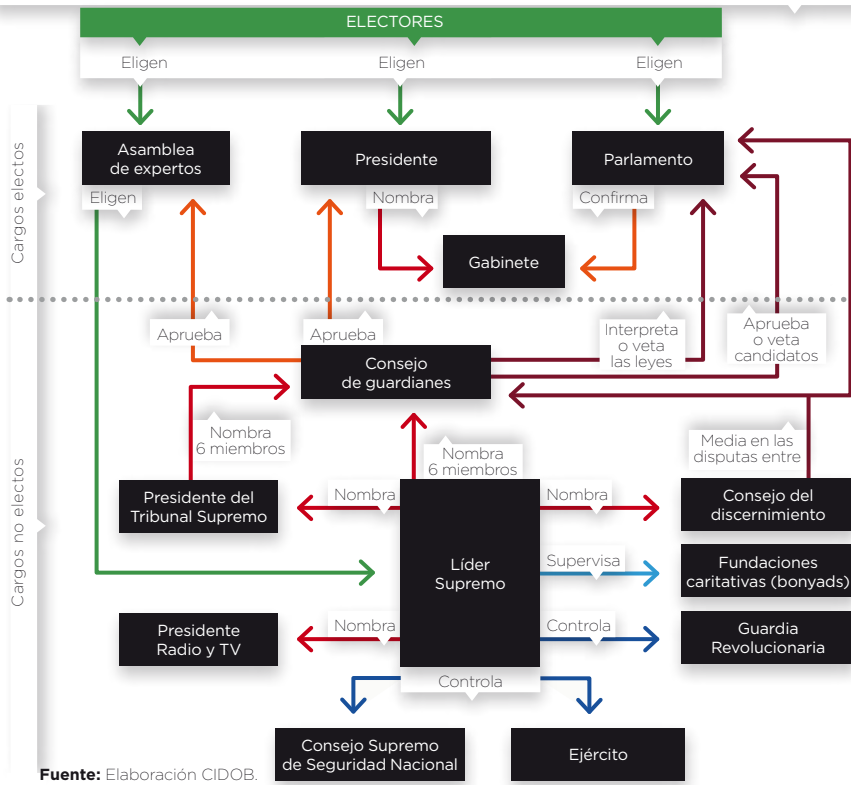 ELECTORES
Eligen
Eligen
Eligen
Cargos electos
Asamblea
de expertos
Presidente
Parlamento
Eligen
Nombra
Confirma
Gabinete
Aprueba
Aprueba
Interpreta
o veta
las leyes
Aprueba
o veta
candidatos
Consejo
de guardianes
Cargos no electos
Nombra
6 miembros
Nombra
6 miembros
Media en las
disputas entre
Presidente del
Tribunal Supremo
Nombra
Nombra
Consejo del
discernimiento
Líder
Supremo
Supervisa
Fundaciones
caritativas (bonyads)
Presidente
Radio y TV
Nombra
Controla
Guardia
Revolucionaria
Controla
Consejo Supremo
de Seguridad Nacional
Ejército
Fuente: Elaboración CIDOB.